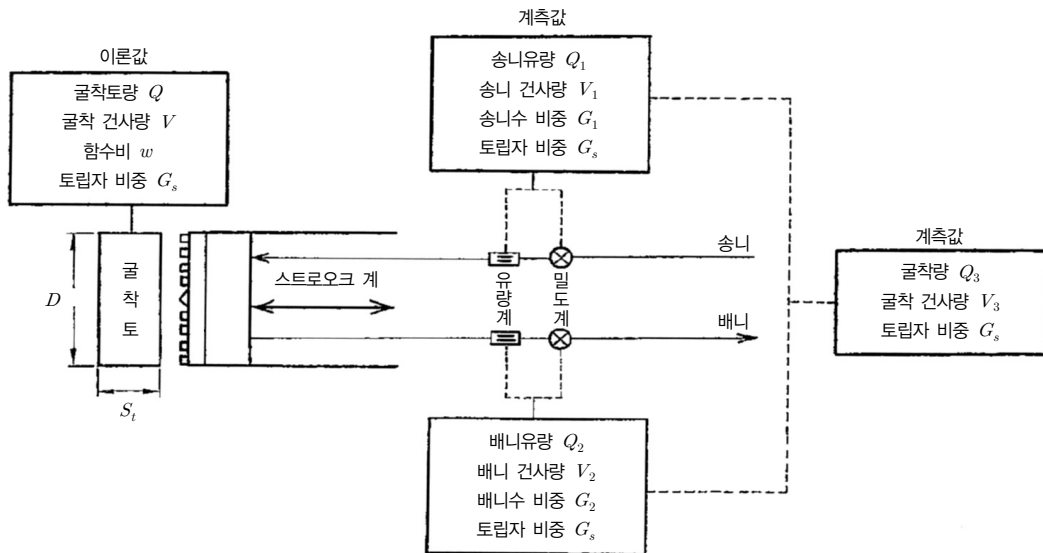 계측값
송니유량 Q₁
송니 건사량 V₁
송니수 비중 G₁
토립자 비중 Gₛ
이론값
굴착토량 Q
굴착 건사량 V
함수비 w
토립자 비중 Gₛ
굴착토
D
Sₜ
스트로오크 계
유량계
밀도계
송니
배니
계측값
굴착량 Q₃
굴착 건사량 V₃
토립자 비중 Gₛ
배니유량 Q₂
배니 건사량 V₂
배니수 비중 G₂
토립자 비중 Gₛ